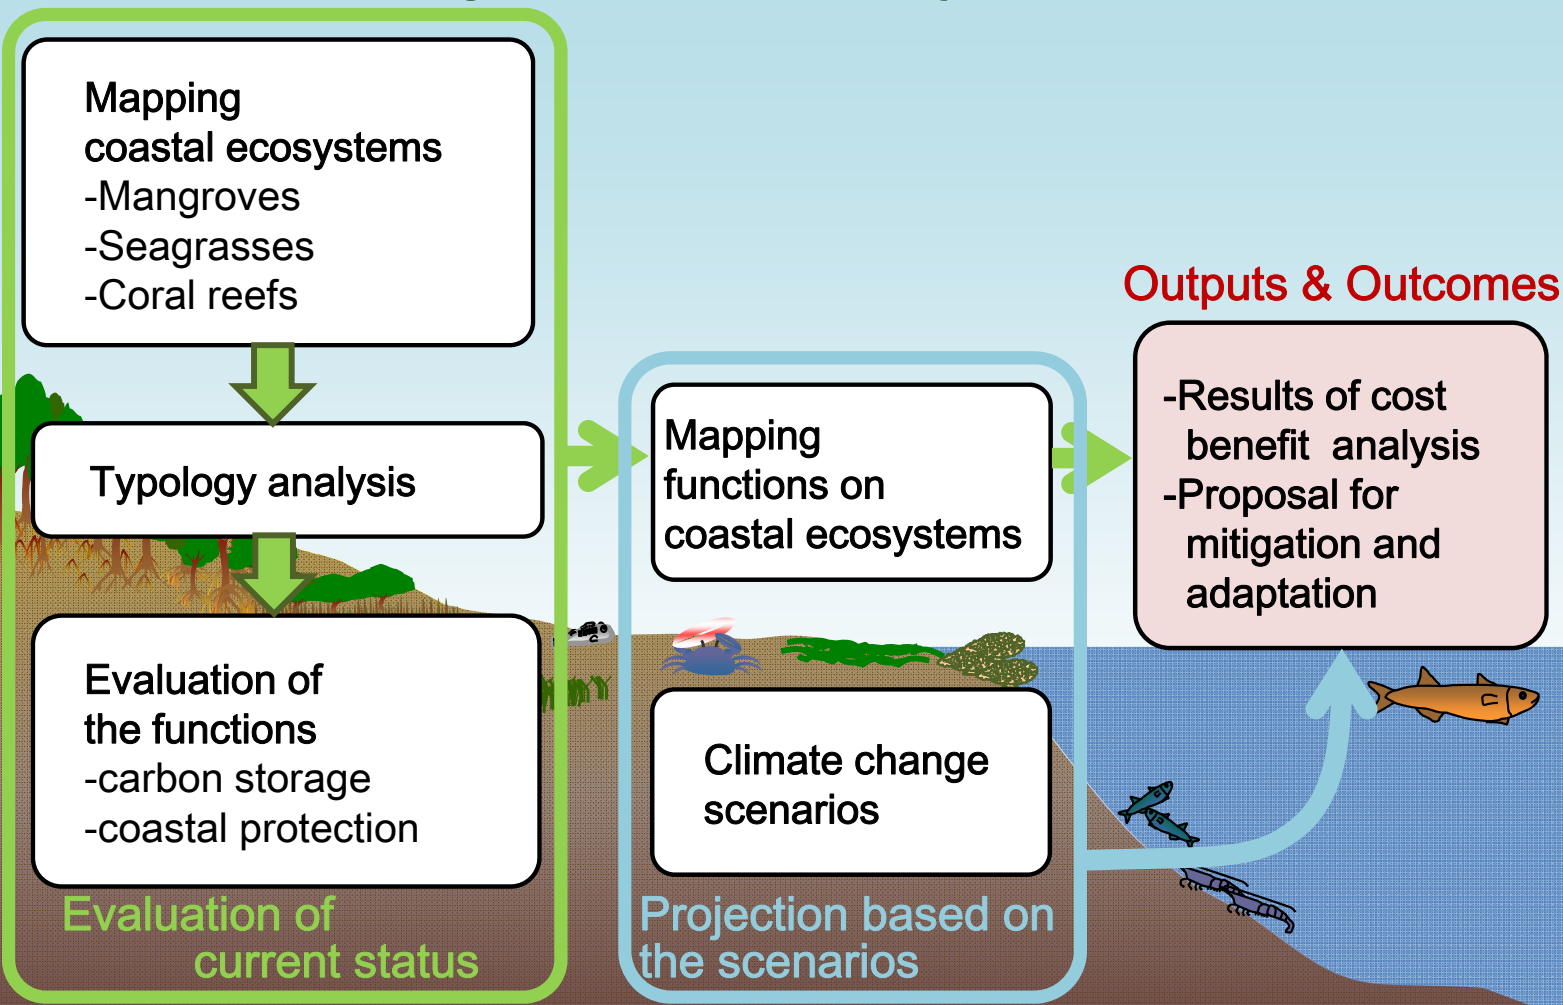 Mapping
coastal ecosystems
-Mangroves
-Seagrasses
-Coral reefs
Typology analysis
Evaluation of
the functions
-carbon storage
-coastal protection
Evaluation of
current status
Mapping
functions on
coastal ecosystems
Climate change
scenarios
Projection based on
the scenarios
Outputs & Outcomes
-Results of cost
benefit analysis
-Proposal for
mitigation and
adaptation